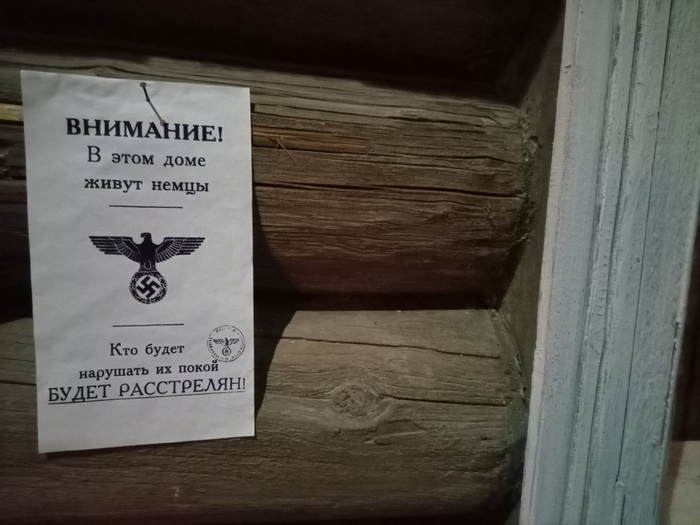 ВНИМАНИЕ!
В этом доме
живут немцы
Кто будет
нарушать их покой
БУДЕТ РАССТРЕЛЯН!